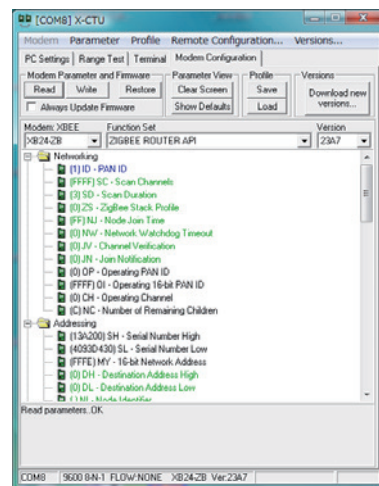 [COM8] X-CTU
Modem Parameter Profile Remote Configuration... Versions...
PC Settings Range Test Terminal Modem Configuration
Modem Parameter and Firmware Parameter View Profile Versions
Read Write Restore Clear Screen Save Download new versions...
Always Update Firmware Show Defaults Load
Modem: XBEE Function Set Version
XB24-ZB ZIGBEE ROUTER API 23A7
Networking
(1) ID - PAN ID
(FFFF) SC - Scan Channels
(3) SD - Scan Duration
(0) ZS - ZigBee Stack Profile
(FF) NJ - Node Join Time
(0) NW - Network Watchdog Timeout
(0) JV - Channel Verification
(0) JN - Join Notification
(0) OP - Operating PAN ID
(FFFF) OI - Operating 16-bit PAN ID
(0) CH - Operating Channel
(C) NC - Number of Remaining Children
Addressing
(13A200) SH - Serial Number High
(4093D430) SL - Serial Number Low
(FFFE) MY - 16-bit Network Address
(0) DH - Destination Address High
(0) DL - Destination Address Low
( ) NI - Node Identifier
Read parameters..OK
COM8 9600 8-N-1 FLOW:NONE XB24-ZB Ver:23A7